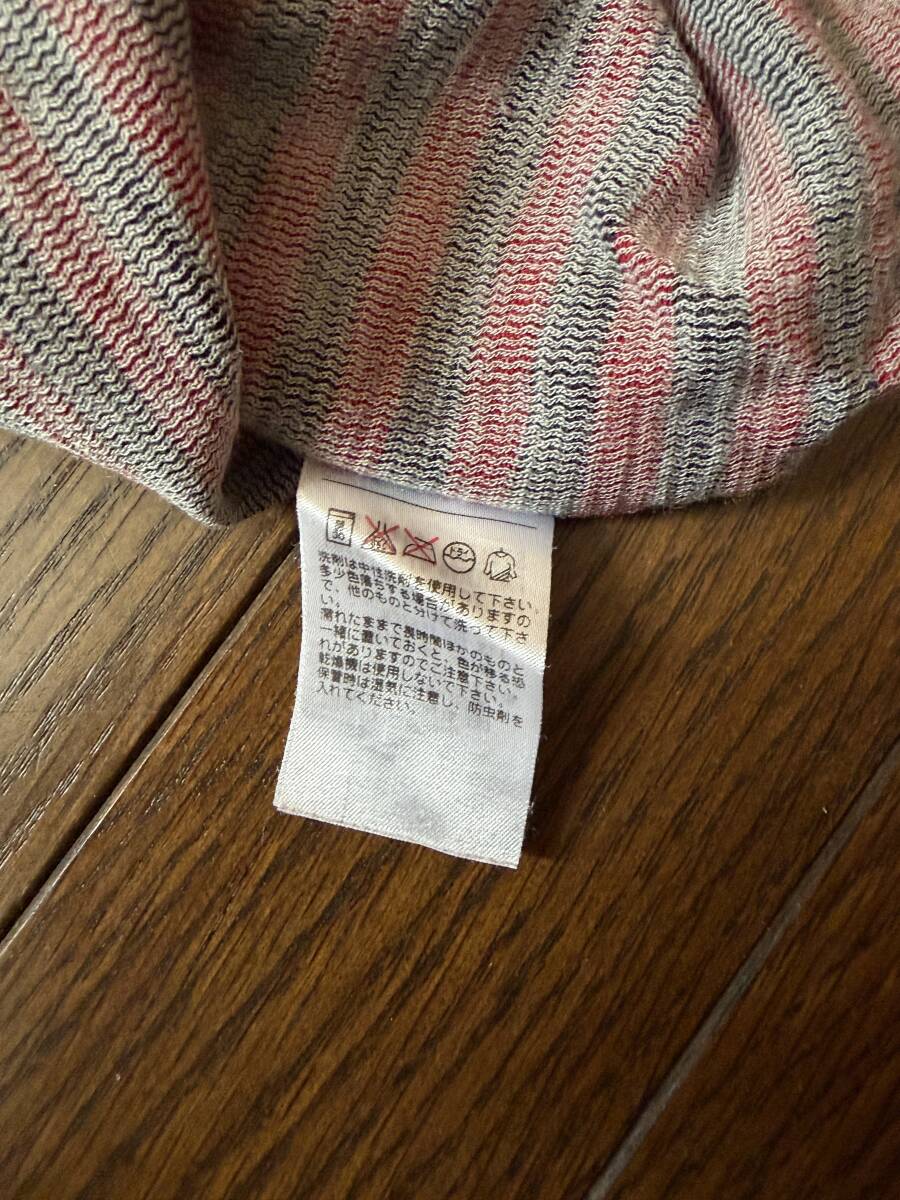 ドライ
洗剤は中性洗剤を使用して下さい。
多少色落ちする場合がありますの
で、他のものと分けて洗って下さ
い。
濡れたままで長時間ほかのものと
一緒に置いておくと、色が移る恐
れがありますのでご注意下さい。
乾燥機は使用しないで下さい。
保管時は湿気に注意し、防虫剤を
入れてください。